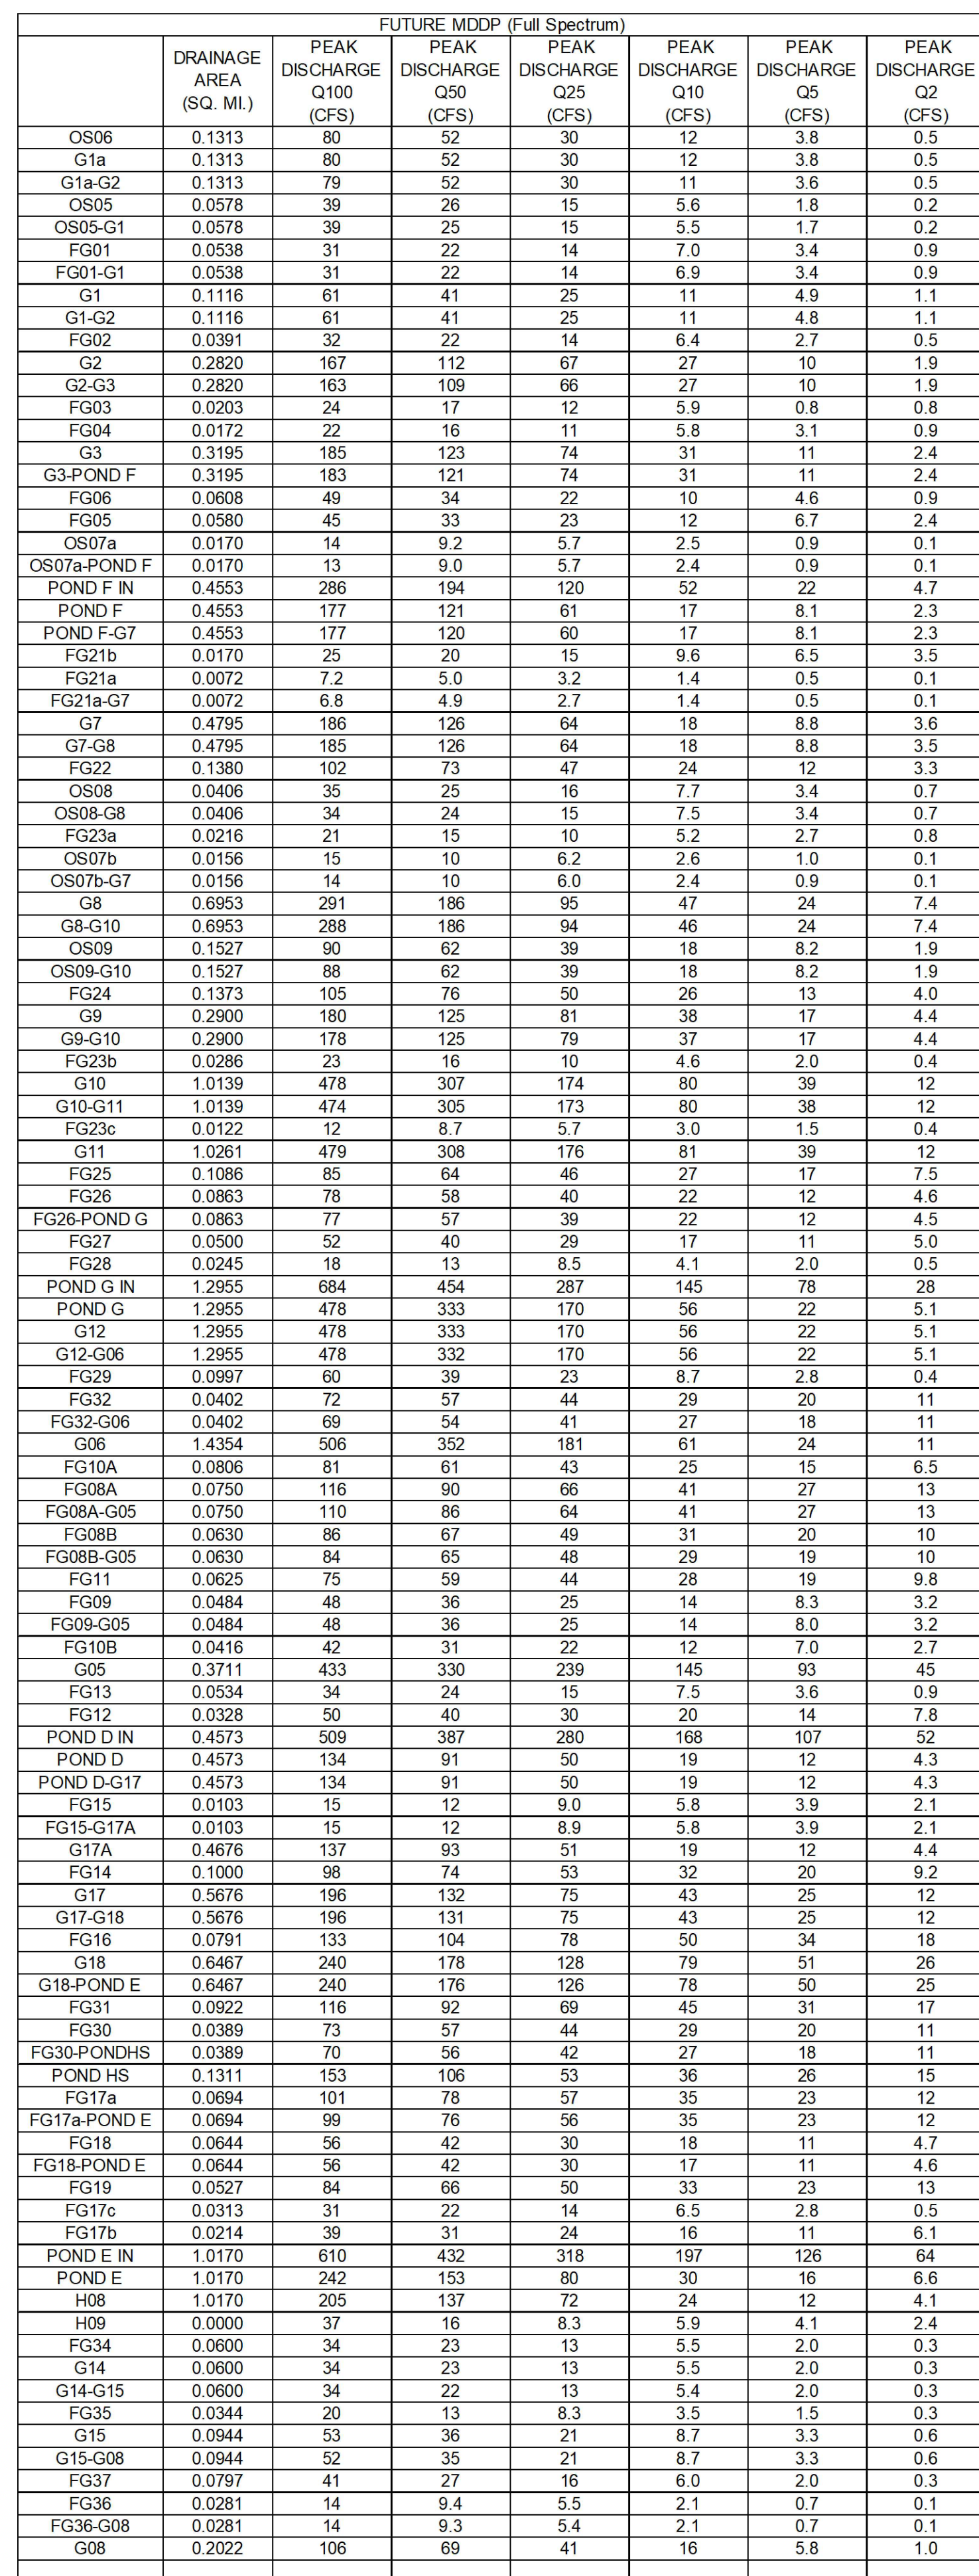 FUTURE MDDP (Full Spectrum)
DRAINAGE AREA (SQ. MI.) PEAK DISCHARGE Q100 (CFS) PEAK DISCHARGE Q50 (CFS) PEAK DISCHARGE Q25 (CFS) PEAK DISCHARGE Q10 (CFS) PEAK DISCHARGE Q5 (CFS) PEAK DISCHARGE Q2 (CFS)
OS06 0.1313 80 52 30 12 3.8 0.5
G1a 0.1313 80 52 30 12 3.8 0.5
G1a-G2 0.1313 79 52 30 11 3.6 0.5
OS05 0.0578 39 26 15 5.6 1.8 0.2
OS05-G1 0.0578 39 25 15 5.5 1.7 0.2
FG01 0.0538 31 22 14 7.0 3.4 0.9
FG01-G1 0.0538 31 22 14 6.9 3.4 0.9
G1 0.1116 61 41 25 11 4.9 1.1
G1-G2 0.1116 61 41 25 11 4.8 1.1
FG02 0.0391 32 22 14 6.4 2.7 0.5
G2 0.2820 167 112 67 27 10 1.9
G2-G3 0.2820 163 109 66 27 10 1.9
FG03 0.0203 24 17 12 5.9 0.8 0.8
FG04 0.0172 22 16 11 5.8 3.1 0.9
G3 0.3195 185 123 74 31 11 2.4
G3-POND F 0.3195 183 121 74 31 11 2.4
FG06 0.0608 49 34 22 10 4.6 0.9
FG05 0.0580 45 33 23 12 6.7 2.4
OS07a 0.0170 14 9.2 5.7 2.5 0.9 0.1
OS07a-POND F 0.0170 13 9.0 5.7 2.4 0.9 0.1
POND F IN 0.4553 286 194 120 52 22 4.7
POND F 0.4553 177 121 61 17 8.1 2.3
POND F-G7 0.4553 177 120 60 17 8.1 2.3
FG21b 0.0170 25 20 15 9.6 6.5 3.5
FG21a 0.0072 7.2 5.0 3.2 1.4 0.5 0.1
FG21a-G7 0.0072 6.8 4.9 2.7 1.4 0.5 0.1
G7 0.4795 186 126 64 18 8.8 3.6
G7-G8 0.4795 185 126 64 18 8.8 3.5
FG22 0.1380 102 73 47 24 12 3.3
OS08 0.0406 35 25 16 7.7 3.4 0.7
OS08-G8 0.0406 34 24 15 7.5 3.4 0.7
FG23a 0.0216 21 15 10 5.2 2.7 0.8
OS07b 0.0156 15 10 6.2 2.6 1.0 0.1
OS07b-G7 0.0156 14 10 6.0 2.4 0.9 0.1
G8 0.6953 291 186 95 47 24 7.4
G8-G10 0.6953 288 186 94 46 24 7.4
OS09 0.1527 90 62 39 18 8.2 1.9
OS09-G10 0.1527 88 62 39 18 8.2 1.9
FG24 0.1373 105 76 50 26 13 4.0
G9 0.2900 180 125 81 38 17 4.4
G9-G10 0.2900 178 125 79 37 17 4.4
FG23b 0.0286 23 16 10 4.6 2.0 0.4
G10 1.0139 478 307 174 80 39 12
G10-G11 1.0139 474 305 173 80 38 12
FG23c 0.0122 12 8.7 5.7 3.0 1.5 0.4
G11 1.0261 479 308 176 81 39 12
FG25 0.1086 85 64 46 27 17 7.5
FG26 0.0863 78 58 40 22 12 4.6
FG26-POND G 0.0863 77 57 39 22 12 4.5
FG27 0.0500 52 40 29 17 11 5.0
FG28 0.0245 18 13 8.5 4.1 2.0 0.5
POND G IN 1.2955 684 454 287 145 78 28
POND G 1.2955 478 333 170 56 22 5.1
G12 1.2955 478 333 170 56 22 5.1
G12-G06 1.2955 478 332 170 56 22 5.1
FG29 0.0997 60 39 23 8.7 2.8 0.4
FG32 0.0402 72 57 44 29 20 11
FG32-G06 0.0402 69 54 41 27 18 11
G06 1.4354 506 352 181 61 24 11
FG10A 0.0806 81 61 43 25 15 6.5
FG08A 0.0750 116 90 66 41 27 13
FG08A-G05 0.0750 110 86 64 41 27 13
FG08B 0.0630 86 67 49 31 20 10
FG08B-G05 0.0630 84 65 48 29 19 10
FG11 0.0625 75 59 44 28 19 9.8
FG09 0.0484 48 36 25 14 8.3 3.2
FG09-G05 0.0484 48 36 25 14 8.0 3.2
FG10B 0.0416 42 31 22 12 7.0 2.7
G05 0.3711 433 330 239 145 93 45
FG13 0.0534 34 24 15 7.5 3.6 0.9
FG12 0.0328 50 40 30 20 14 7.8
POND D IN 0.4573 509 387 280 168 107 52
POND D 0.4573 134 91 50 19 12 4.3
POND D-G17 0.4573 134 91 50 19 12 4.3
FG15 0.0103 15 12 9.0 5.8 3.9 2.1
FG15-G17A 0.0103 15 12 8.9 5.8 3.9 2.1
G17A 0.4676 137 93 51 19 12 4.4
FG14 0.1000 98 74 53 32 20 9.2
G17 0.5676 196 132 75 43 25 12
G17-G18 0.5676 196 131 75 43 25 12
FG16 0.0791 133 104 78 50 34 18
G18 0.6467 240 178 128 79 51 26
G18-POND E 0.6467 240 176 126 78 50 25
FG31 0.0922 116 92 69 45 31 17
FG30 0.0389 73 57 44 29 20 11
FG30-PONDHS 0.0389 70 56 42 27 18 11
POND HS 0.1311 153 106 53 36 26 15
FG17a 0.0694 101 78 57 35 23 12
FG17a-POND E 0.0694 99 76 56 35 23 12
FG18 0.0644 56 42 30 18 11 4.7
FG18-POND E 0.0644 56 42 30 17 11 4.6
FG19 0.0527 84 66 50 33 23 13
FG17c 0.0313 31 22 14 6.5 2.8 0.5
FG17b 0.0214 39 31 24 16 11 6.1
POND E IN 1.0170 610 432 318 197 126 64
POND E 1.0170 242 153 80 30 16 6.6
H08 1.0170 205 137 72 24 12 4.1
H09 0.0000 37 16 8.3 5.9 4.1 2.4
FG34 0.0600 34 23 13 5.5 2.0 0.3
G14 0.0600 34 23 13 5.5 2.0 0.3
G14-G15 0.0600 34 22 13 5.4 2.0 0.3
FG35 0.0344 20 13 8.3 3.5 1.5 0.3
G15 0.0944 53 36 21 8.7 3.3 0.6
G15-G08 0.0944 52 35 21 8.7 3.3 0.6
FG37 0.0797 41 27 16 6.0 2.0 0.3
FG36 0.0281 14 9.4 5.5 2.1 0.7 0.1
FG36-G08 0.0281 14 9.3 5.4 2.1 0.7 0.1
G08 0.2022 106 69 41 16 5.8 1.0